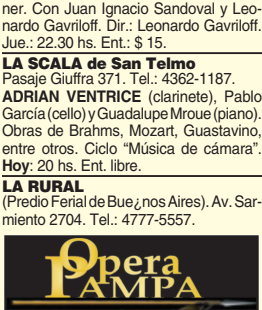 ner. Con Juan Ignacio Sandoval y Leo-
nardo Gavriloff. Dir.: Leonardo Gavriloff.
Jue.: 22.30 hs. Ent.: $ 15.
LA SCALA de San Telmo
Pasaje Giuffra 371. Tel.: 4362-1187.
ADRIAN VENTRICE (clarinete), Pablo
García (cello) y Guadalupe Mroue (piano).
Obras de Brahms, Mozart, Guastavino,
entre otros. Ciclo “Música de cámara”.
Hoy: 20 hs. Ent. libre.
LA RURAL
(Predio Ferial de Bue¿nos Aires). Av. Sar-
miento 2704. Tel.: 4777-5557.
Opera
PAMPA